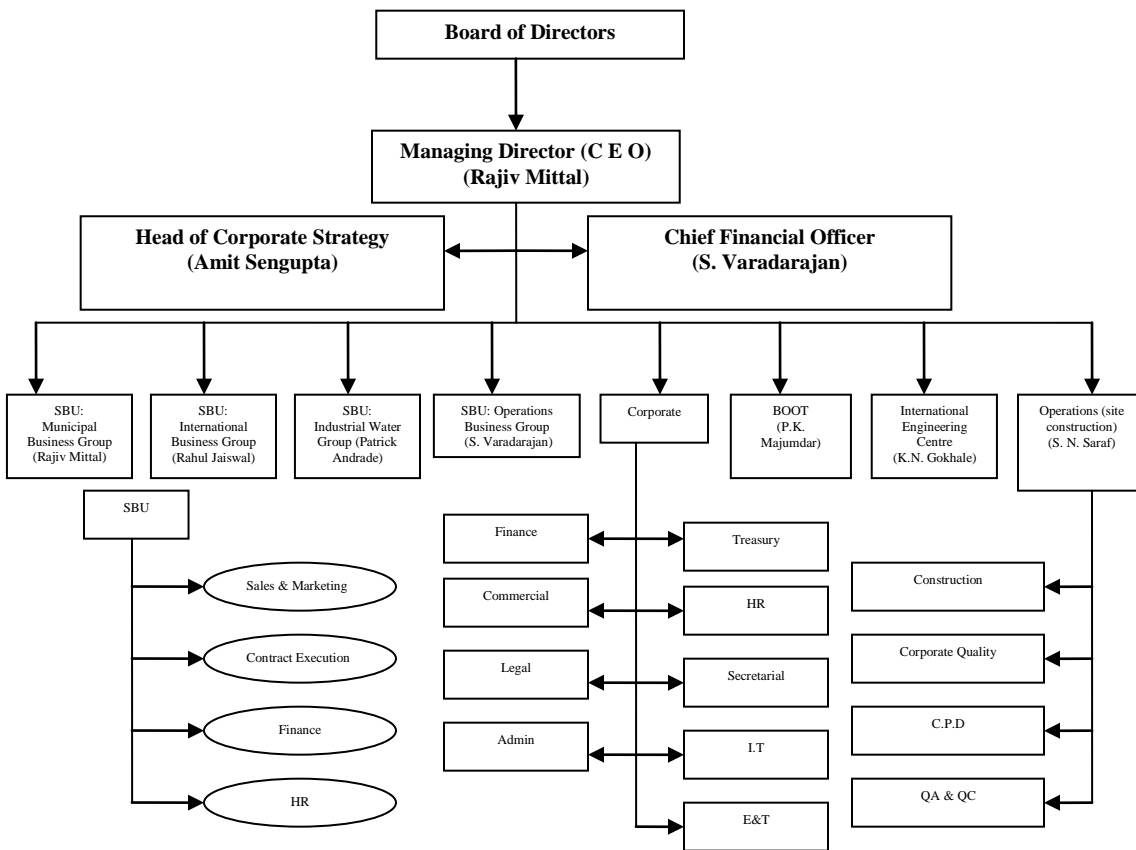 Board of Directors
Managing Director (C E O)
(Rajiv Mittal)
Head of Corporate Strategy
(Amit Sengupta)
Chief Financial Officer
(S. Varadarajan)
SBU:
Municipal
Business Group
(Rajiv Mittal)
SBU:
International
Business Group
(Rahul Jaiswal)
SBU:
Industrial Water
Group (Patrick
Andrade)
SBU: Operations
Business Group
(S. Varadarajan)
Corporate
BOOT
(P.K.
Majumdar)
International
Engineering
Centre
(K.N. Gokhale)
Operations (site
construction)
(S. N. Saraf)
SBU
Sales & Marketing
Contract Execution
Finance
HR
Finance
Treasury
Commercial
HR
Legal
Secretarial
Admin
I.T
E&T
Construction
Corporate Quality
C.P.D
QA & QC